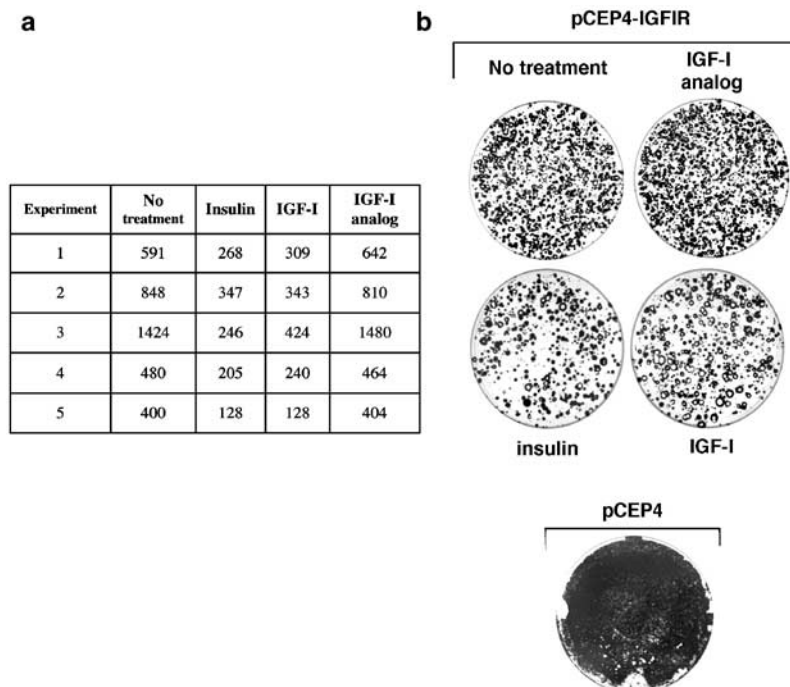 a
Experiment No treatment Insulin IGF-I IGF-I analog
1 591 268 309 642
2 848 347 343 810
3 1424 246 424 1480
4 480 205 240 464
5 400 128 128 404
b
pCEP4-IGFIR
No treatment IGF-I analog
insulin IGF-I
pCEP4